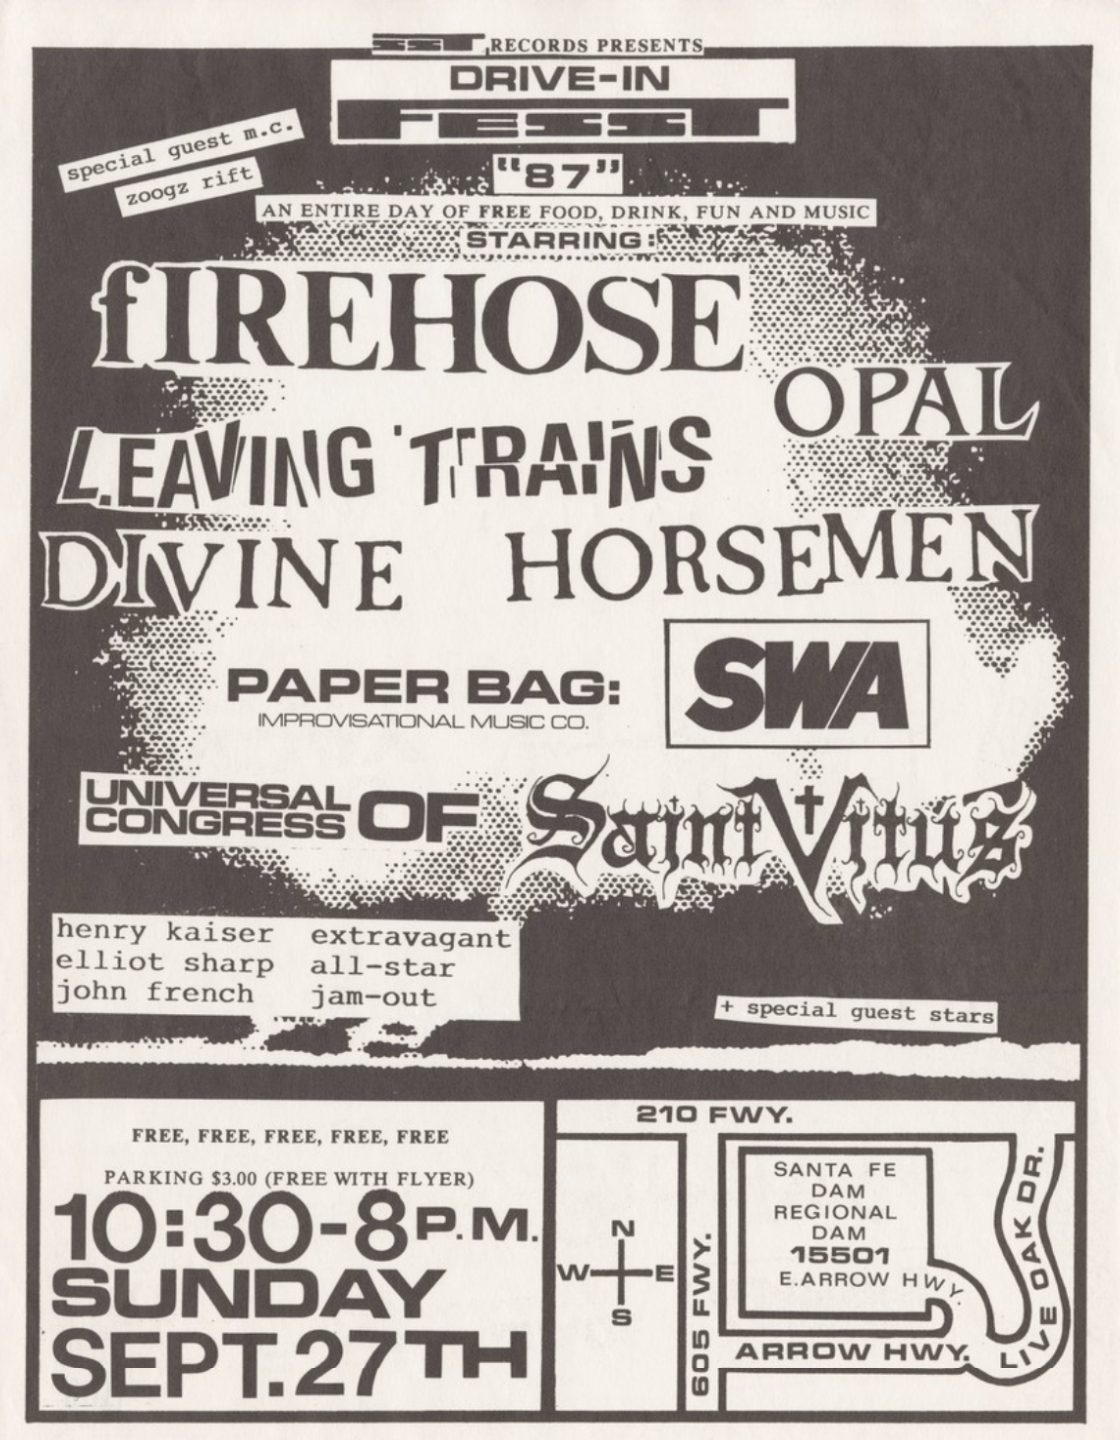 SST RECORDS PRESENTS
DRIVE-IN
FESST
"87"
special guest m.c.
zoogz rift
AN ENTIRE DAY OF FREE FOOD, DRINK, FUN AND MUSIC
STARRING:
fIREHOSE
OPAL
LEAVING TRAINS
DIVINE HORSEMEN
PAPER BAG:
IMPROVISATIONAL MUSIC CO.
SWA
UNIVERSAL
CONGRESS OF
Saint Vitus
henry kaiser extravagant
elliot sharp all-star
john french jam-out
+ special guest stars
FREE, FREE, FREE, FREE, FREE
PARKING $3.00 (FREE WITH FLYER)
10:30-8 P.M.
SUNDAY
SEPT. 27TH
210 FWY.
N
W E
S
605 FWY.
SANTA FE
DAM
REGIONAL
DAM
15501
E. ARROW HWY.
ARROW HWY.
LIVE OAK DR.